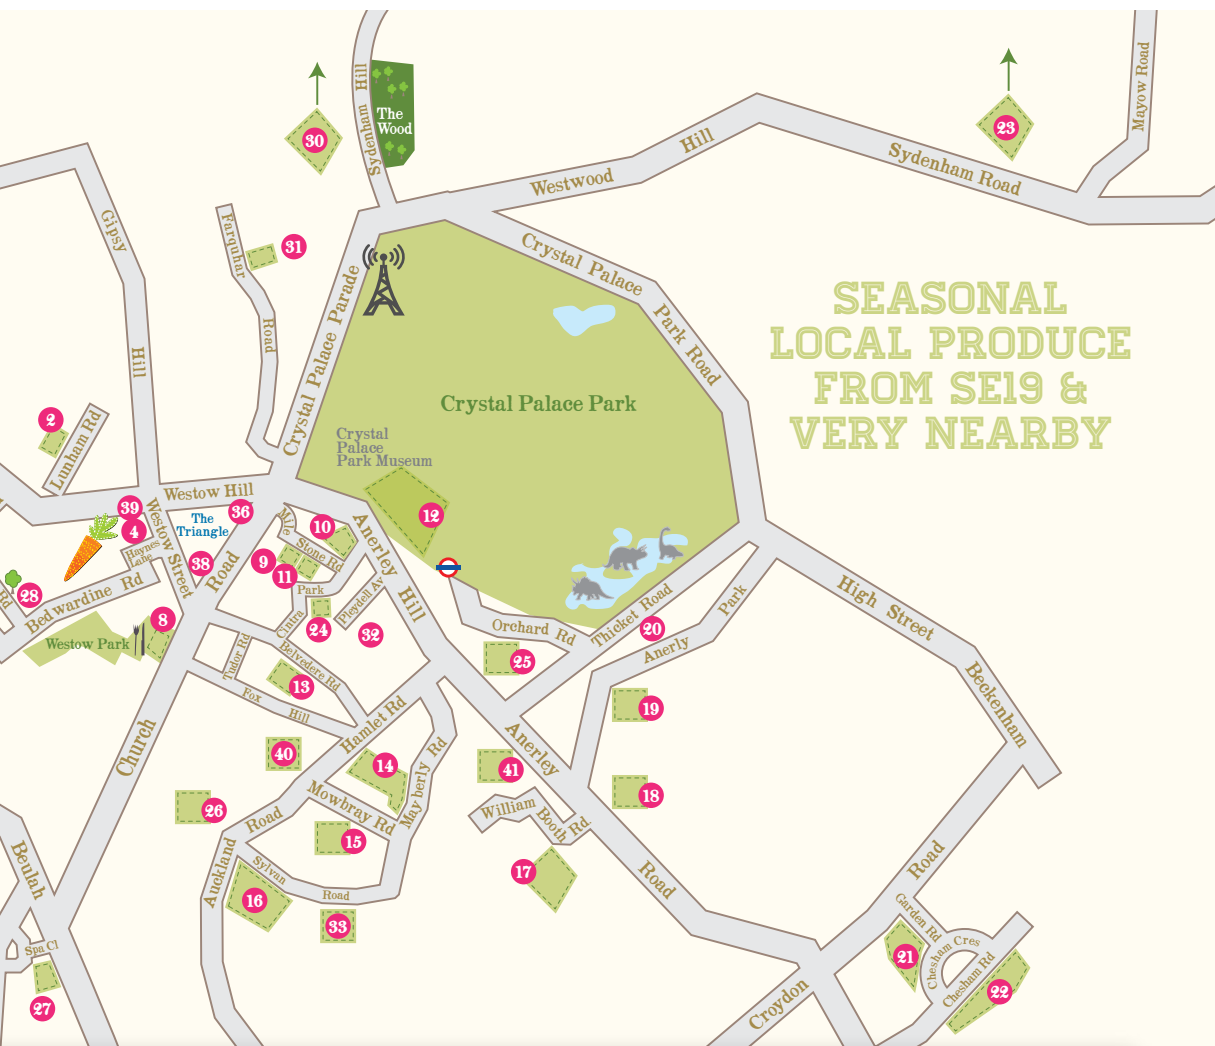 Sydenham Hill
The
Wood
30
23
Mayow Road
Westwood
Hill
Sydenham Road
Gipsy
Hill
Farquhar
Road
31
Crystal Palace Parade
Crystal Palace
Park Road
SEASONAL
LOCAL PRODUCE
FROM SE19 &
VERY NEARBY
Crystal Palace Park
Crystal
Palace
Park Museum
2
Lunham Rd
Westow Hill
39
4
36
The
Triangle
Westow Street
Haynes
Lane
38
Road
Mile
Stone Rd
10
9
11
12
Anerley Hill
Park
Cintra
Pleydell Av
24
32
28
Rd
Bedwardine Rd
8
Westow Park
Orchard Rd
25
Thicket Road
20
Anerly
Park
High Street
Beckenham
Tudor Rd
Belvedere Rd
13
Fox
Hill
Hamlet Rd
19
Church
40
14
Mayberly Rd
41
Anerley
18
26
Mowbray Rd
15
William
Booth Rd
17
Road
Auckland
Road
Sylvan
Road
16
33
Beulah
Spa Cl
27
Road
Garden Rd
21
Chesham Cres
Chesham Rd
22
Croydon